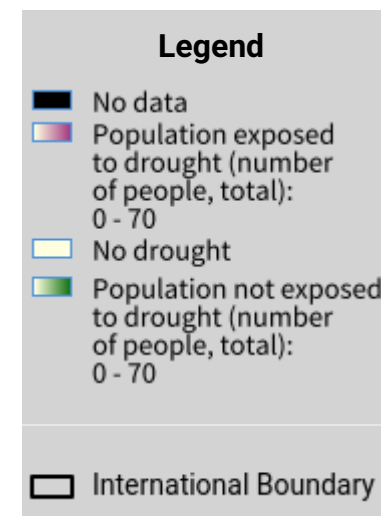 Legend
No data
Population exposed
to drought (number
of people, total):
0 - 70
No drought
Population not exposed
to drought (number
of people, total):
0 - 70
International Boundary